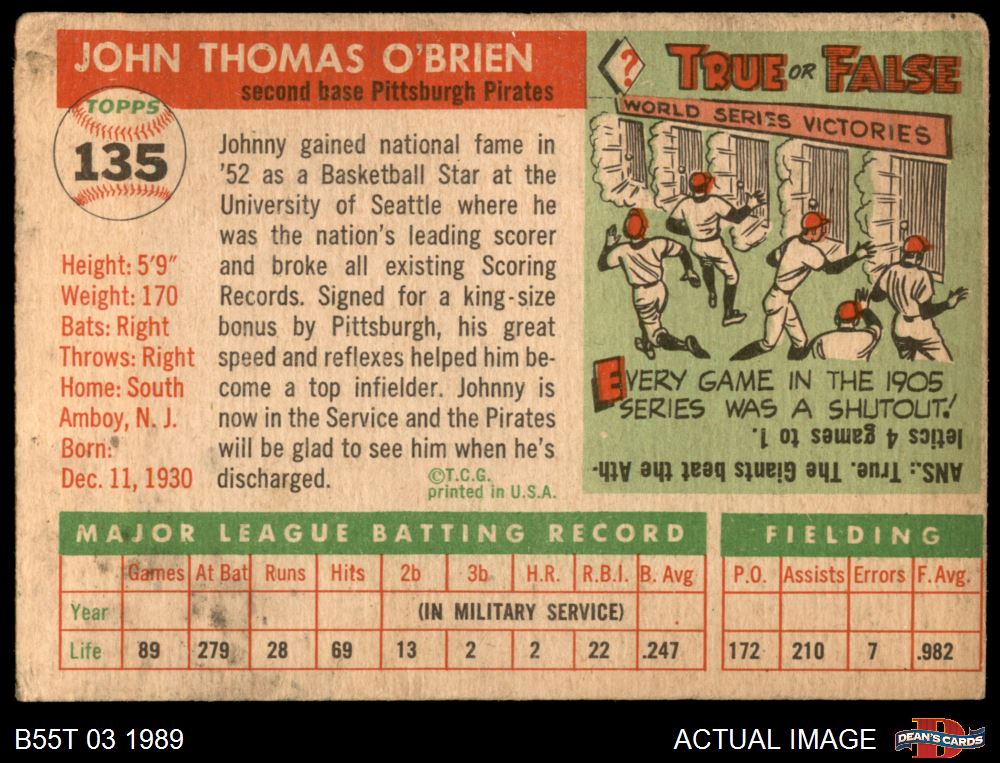 JOHN THOMAS O'BRIEN
second base Pittsburgh Pirates
TOPPS
135
Height: 5'9"
Weight: 170
Bats: Right
Throws: Right
Home: South
Amboy, N. J.
Born:
Dec. 11, 1930
Johnny gained national fame in
'52 as a Basketball Star at the
University of Seattle where he
was the nation's leading scorer
and broke all existing Scoring
Records. Signed for a king-size
bonus by Pittsburgh, his great
speed and reflexes helped him be-
come a top infielder. Johnny is
now in the Service and the Pirates
will be glad to see him when he's
discharged.
©T.C.G.
printed in U.S.A.
?
TRUE OR FALSE
WORLD SERIES VICTORIES
EVERY GAME IN THE 1905
SERIES WAS A SHUTOUT!
ANS.: True. The Giants beat the Ath-
letics 4 games to 1.
MAJOR LEAGUE BATTING RECORD
Games At Bat Runs Hits 2b 3b H.R. R.B.I. B. Avg
Year (IN MILITARY SERVICE)
Life 89 279 28 69 13 2 2 22 .247
FIELDING
P.O. Assists Errors F. Avg.
172 210 7 .982
B55T 03 1989
ACTUAL IMAGE
DEAN'S CARDS